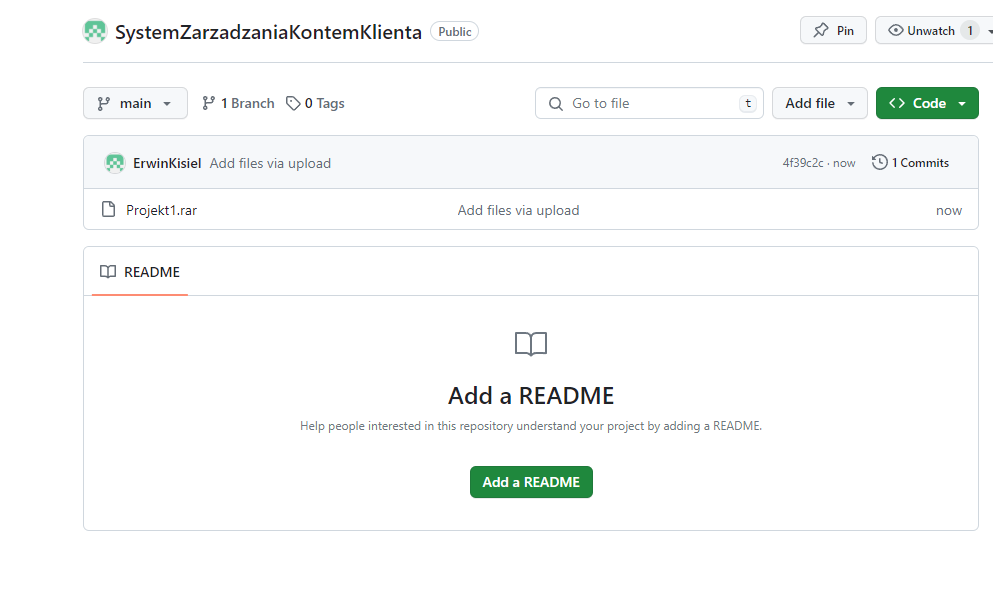 SystemZarzadzaniaKontemKlienta Public Pin Unwatch 1
main 1 Branch 0 Tags Go to file t Add file Code
ErwinKisiel Add files via upload 4f39c2c · now 1 Commits
Projekt1.rar Add files via upload now
README
Add a README
Help people interested in this repository understand your project by adding a README.
Add a README